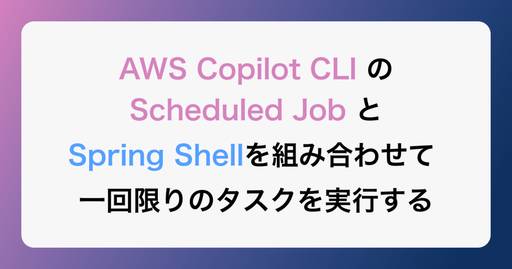 AWS Copilot CLI の
Scheduled Job と
Spring Shellを組み合わせて
一回限りのタスクを実行する